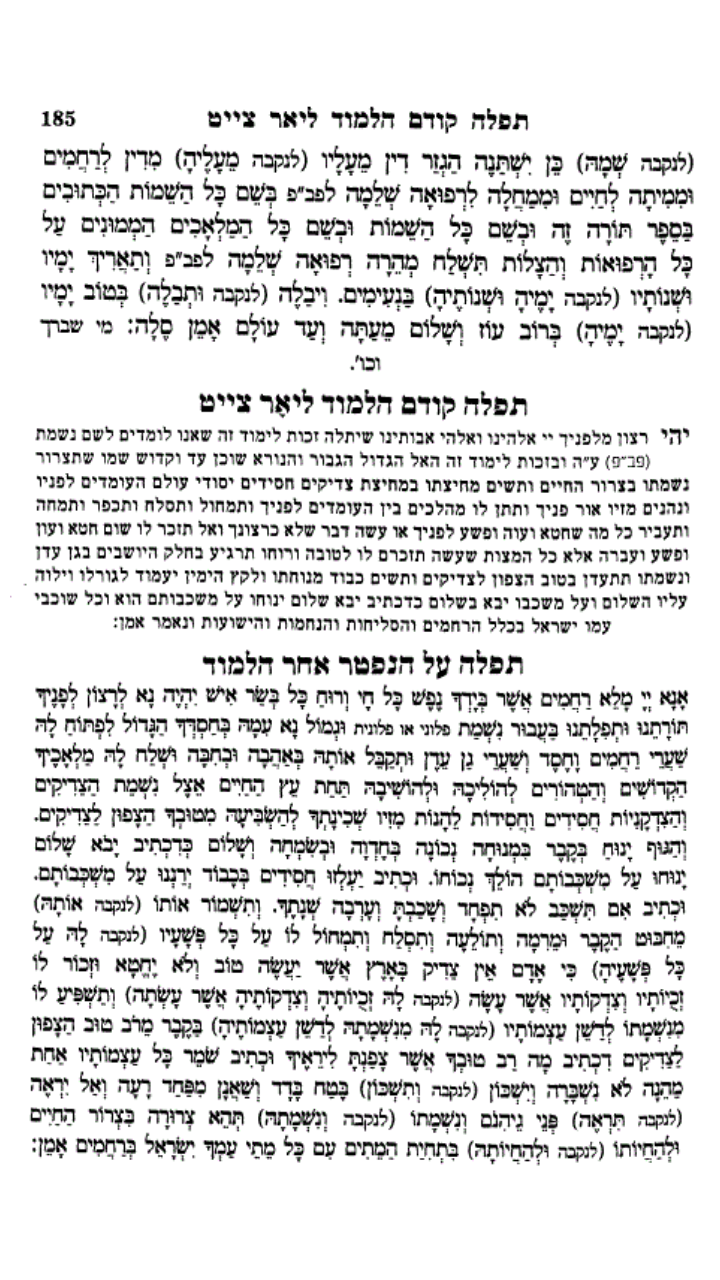 תפלה קודם הלמוד ליאר צייט 185
(לנקבה שְׁמָהּ) כֵּן יִשְׁתַּנֶּה הַגְּזַר דִּין מֵעָלָיו (לנקבה מֵעָלֶיהָ) מִדִּין לְרַחֲמִים
וּמִמִּיתָה לְחַיִּים וּמִמַּחֲלָה לִרְפוּאָה שְׁלֵמָה לפב״פ בְּשֵׁם כָּל הַשֵּׁמוֹת הַכְּתוּבִים
בַּסֵפֶר תּוֹרָה זֶה וּבְשֵׁם כָּל הַשֵּׁמוֹת וּבְשֵׁם כָּל הַמַּלְאָכִים הַמְמוּנִים עַל
כָּל הָרְפוּאוֹת וְהַצָּלוֹת תִּשְׁלַח מְהֵרָה רְפוּאָה שְׁלֵמָה לפב״פ וְתַאֲרִיךְ יָמָיו
וּשְׁנוֹתָיו (לנקבה יָמֶיהָ וּשְׁנוֹתֶיהָ) בַּנְּעִימִים. וִיבַלֶּה (לנקבה וּתְבַלֶּה) בְּטוֹב יָמָיו
(לנקבה יָמֶיהָ) בְּרוֹב עוֹז וְשָׁלוֹם מֵעַתָּה וְעַד עוֹלָם אָמֵן סֶלָה: מי שברך
וכו'.
תפלה קודם הלמוד ליאָר צייט
יהי רצון מלפניך יי אלהינו ואלהי אבותינו שיתלה זכות לימוד זה שאנו לומדים לשם נשמת
(פב״פ) ע״ה ובזכות לימוד זה האל הגדול הגבור והנורא שוכן עד וקדוש שמו שתצרור
נשמתו בצרור החיים ותשים מחיצתו במחיצת צדיקים חסידים יסודי עולם העומדים לפניו
ונהנים מזיו אור פניך ותתן לו מהלכים בין העומדים לפניך ותמחול ותסלח ותכפר ותמחה
ותעביר כל מה שחטא ועוה ופשע לפניך או עשה דבר שלא כרצונך ואל תזכר לו שום חטא ועון
ופשע ועברה אלא כל המצות שעשה תזכרם לו לטובה ורוחו תרגיע בחלק היושבים בגן עדן
ונשמתו תתעדן בטוב הצפון לצדיקים ותשים כבוד מנוחתו ולקץ הימין יעמוד לגורלו וילוה
עליו השלום ועל משכבו יבא בשלום כדכתיב יבא שלום ינוחו על משכבותם הוא וכל שוכבי
עמו ישראל בכלל הרחמים והסליחות והנחמות והישועות ונאמר אמן:
תפלה על הנפטר אחר הלמוד
אָנָּא יְיָ מָלֵא רַחֲמִים אֲשֶׁר בְּיָדְךָ נֶפֶשׁ כָּל חָי וְרוּחַ כָּל בְּשַׂר אִישׁ יִהְיֶה נָא לְרָצוֹן לְפָנֶיךָ
תּוֹרָתֵנוּ וּתְפִלָּתֵנוּ בַּעֲבוּר נִשְׁמַת פלוני או פלונית וּגְמוֹל נָא עִמָּהּ בְּחַסְדְּךָ הַגָּדוֹל לִפְתּוֹחַ לָהּ
שַׁעֲרֵי רַחֲמִים וָחֶסֶד וְשַׁעֲרֵי גַן עֵדֶן וּתְקַבֵּל אוֹתָהּ בְּאַהֲבָה וּבְחִבָּה וּשְׁלַח לָהּ מַלְאָכֶיךָ
הַקְּדוֹשִׁים וְהַטְּהוֹרִים לְהוֹלִיכָהּ וּלְהוֹשִׁיבָהּ תַּחַת עֵץ הַחַיִּים אֵצֶל נִשְׁמַת הַצַּדִּיקִים
וְהַצִּדְקָנִיּוֹת חֲסִידִים וַחֲסִידוֹת לֵהָנוֹת מִזִּיו שְׁכִינָתְךָ לְהַשְׂבִּיעָהּ מִטּוּבְךָ הַצָּפוּן לַצַּדִּיקִים.
וְהַגּוּף יָנוּחַ בַּקֶּבֶר בִּמְנוּחָה נְכוֹנָה בְּחֶדְוָה וּבְשִׂמְחָה וְשָׁלוֹם כְּדִכְתִיב יָבֹא שָׁלוֹם
יָנוּחוּ עַל מִשְׁכְּבוֹתָם הוֹלֵךְ נְכוֹחוֹ. וּכְתִיב יַעְלְזוּ חֲסִידִים בְּכָבוֹד יְרַנְּנוּ עַל מִשְׁכְּבוֹתָם.
וּכְתִיב אִם תִּשְׁכַּב לֹא תִפְחָד וְשָׁכַבְתָּ וְעָרְבָה שְׁנָתֶךָ. וְתִשְׁמוֹר אוֹתוֹ (לנקבה אוֹתָהּ)
מֵחִבּוּט הַקֶּבֶר וּמֵרִמָּה וְתוֹלֵעָה וְתִסְלַח וְתִמְחוֹל לוֹ עַל כָּל פְּשָׁעָיו (לנקבה לָהּ עַל
כָּל פְּשָׁעֶיהָ) כִּי אָדָם אֵין צַדִּיק בָּאָרֶץ אֲשֶׁר יַעֲשֶׂה טוֹב וְלֹא יֶחֱטָא וּזְכוֹר לוֹ
זְכֻיּוֹתָיו וְצִדְקוֹתָיו אֲשֶׁר עָשָׂה (לנקבה לָהּ זְכֻיּוֹתֶיהָ וְצִדְקוֹתֶיהָ אֲשֶׁר עָשְׂתָה) וְתַשְׁפִּיעַ לוֹ
מִנִּשְׁמָתוֹ לְדַשֵּׁן עַצְמוֹתָיו (לנקבה לָהּ מִנִּשְׁמָתָהּ לְדַשֵּׁן עַצְמוֹתֶיהָ) בַּקֶּבֶר מֵרֹב טוּב הַצָּפוּן
לַצַּדִּיקִים דִּכְתִיב מָה רַב טוּבְךָ אֲשֶׁר צָפַנְתָּ לִּירֵאֶיךָ וּכְתִיב שֹׁמֵר כָּל עַצְמוֹתָיו אַחַת
מֵהֵנָּה לֹא נִשְׁבָּרָה וְיִשְׁכּוֹן (לנקבה וְתִשְׁכּוֹן) בֶּטַח בָּדָד וְשַׁאֲנָן מִפַּחַד רָעָה וְאַל יִרְאֶה
(לנקבה תִּרְאֶה) פְּנֵי גֵיהִנֹּם וְנִשְׁמָתוֹ (לנקבה וְנִשְׁמָתָהּ) תְּהֵא צְרוּרָה בִּצְרוֹר הַחַיִּים
וּלְהַחֲיוֹתוֹ (לנקבה וּלְהַחֲיוֹתָהּ) בִּתְחִיַּת הַמֵּתִים עִם כָּל מֵתֵי עַמְּךָ יִשְׂרָאֵל בְּרַחֲמִים אָמֵן: